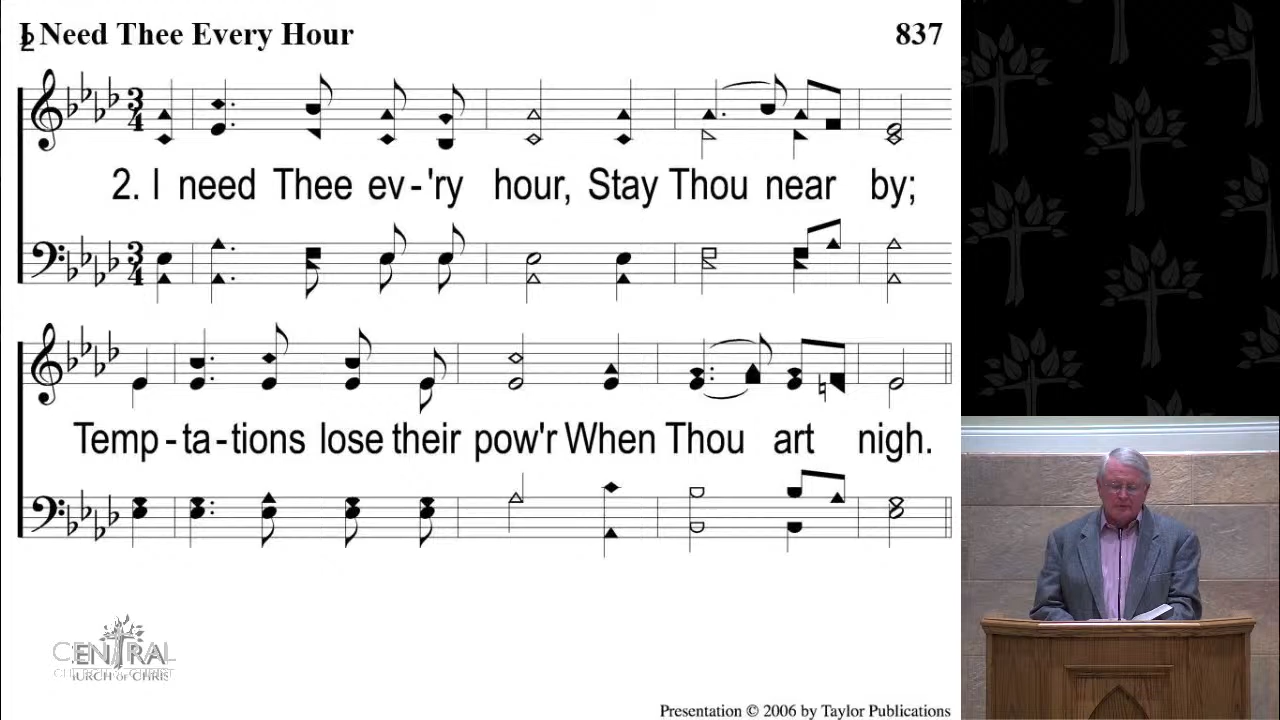 I Need Thee Every Hour 837
2
2. I need Thee ev-'ry hour, Stay Thou near by;
Temp-ta-tions lose their pow'r When Thou art nigh.
CENTRAL
CHURCH of CHRIST
Presentation © 2006 by Taylor Publications